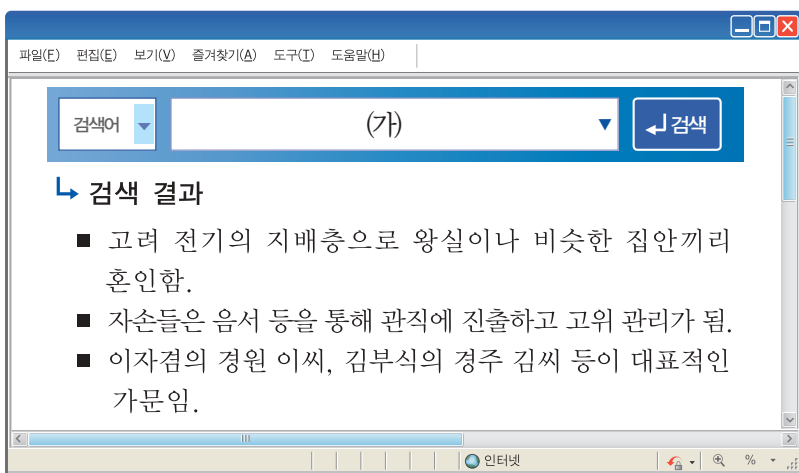 파일(F) 편집(E) 보기(V) 즐겨찾기(A) 도구(T) 도움말(H)
검색어 (가) 검색
검색 결과
■ 고려 전기의 지배층으로 왕실이나 비슷한 집안끼리
혼인함.
■ 자손들은 음서 등을 통해 관직에 진출하고 고위 관리가 됨.
■ 이자겸의 경원 이씨, 김부식의 경주 김씨 등이 대표적인
가문임.
인터넷 %